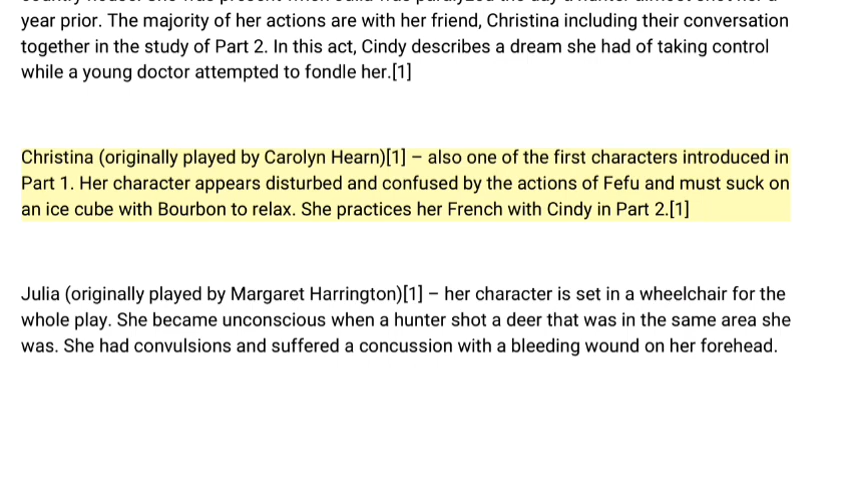 year prior. The majority of her actions are with her friend, Christina including their conversation
together in the study of Part 2. In this act, Cindy describes a dream she had of taking control
while a young doctor attempted to fondle her.[1]
Christina (originally played by Carolyn Hearn)[1] – also one of the first characters introduced in
Part 1. Her character appears disturbed and confused by the actions of Fefu and must suck on
an ice cube with Bourbon to relax. She practices her French with Cindy in Part 2.[1]
Julia (originally played by Margaret Harrington)[1] – her character is set in a wheelchair for the
whole play. She became unconscious when a hunter shot a deer that was in the same area she
was. She had convulsions and suffered a concussion with a bleeding wound on her forehead.